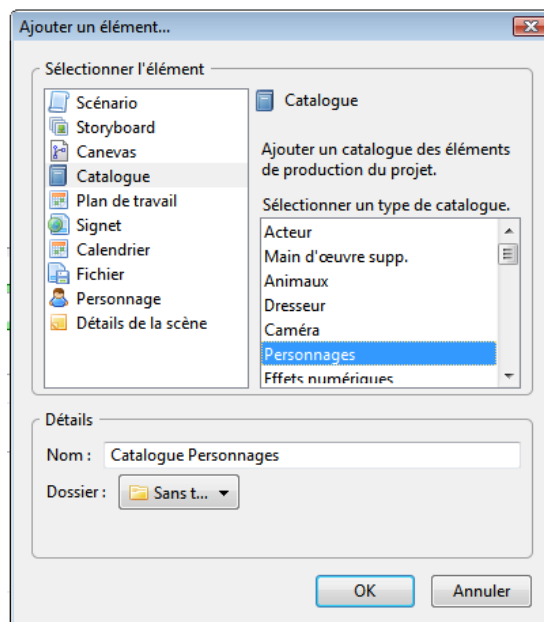 Ajouter un élément...
Sélectionner l'élément
Scénario
Storyboard
Canevas
Catalogue
Plan de travail
Signet
Calendrier
Fichier
Personnage
Détails de la scène
Catalogue
Ajouter un catalogue des éléments
de production du projet.
Sélectionner un type de catalogue.
Acteur
Main d'œuvre supp.
Animaux
Dresseur
Caméra
Personnages
Effets numériques
Détails
Nom : Catalogue Personnages
Dossier : Sans t...
OK Annuler